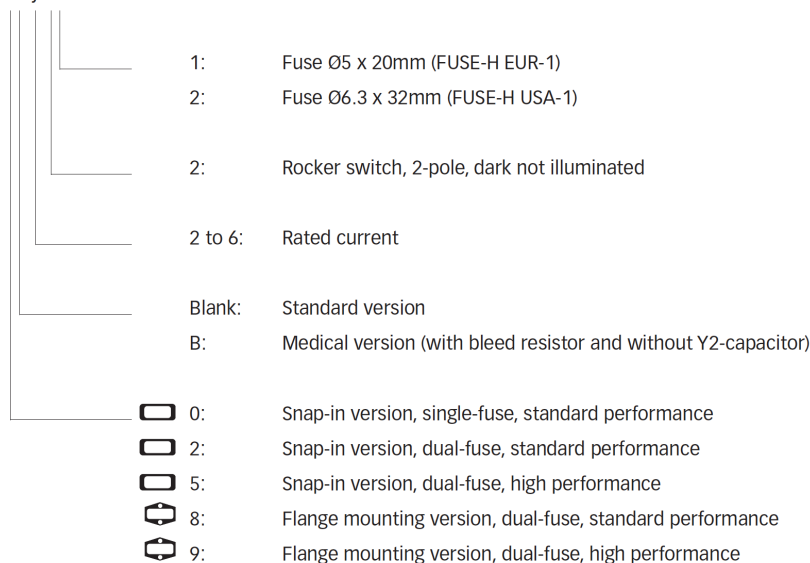 1: Fuse Ø5 x 20mm (FUSE-H EUR-1)
2: Fuse Ø6.3 x 32mm (FUSE-H USA-1)
2: Rocker switch, 2-pole, dark not illuminated
2 to 6: Rated current
Blank: Standard version
B: Medical version (with bleed resistor and without Y2-capacitor)
0: Snap-in version, single-fuse, standard performance
2: Snap-in version, dual-fuse, standard performance
5: Snap-in version, dual-fuse, high performance
8: Flange mounting version, dual-fuse, standard performance
9: Flange mounting version, dual-fuse, high performance